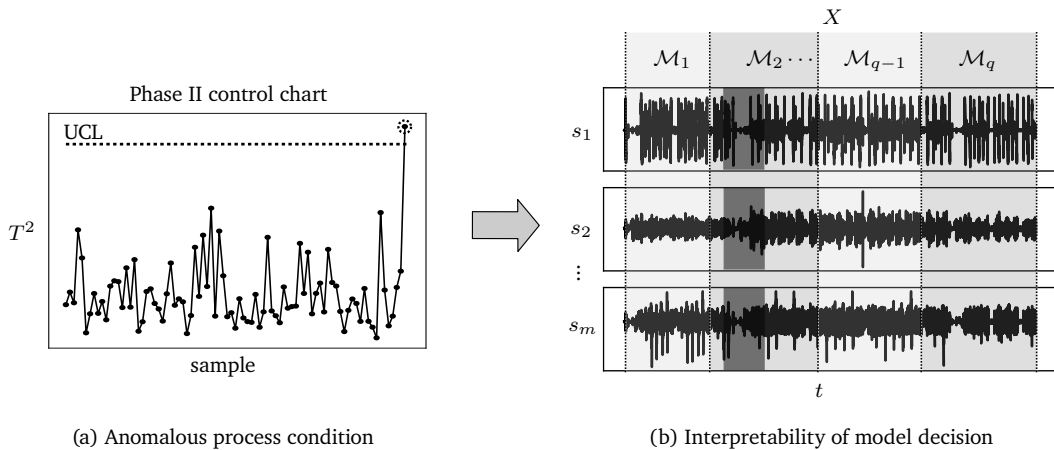 Phase II control chart
UCL
T²
sample
(a) Anomalous process condition
X
ℳ₁ ℳ₂ ⋯ ℳ_{q−1} ℳ_q
s₁
s₂
⋮
s_m
t
(b) Interpretability of model decision